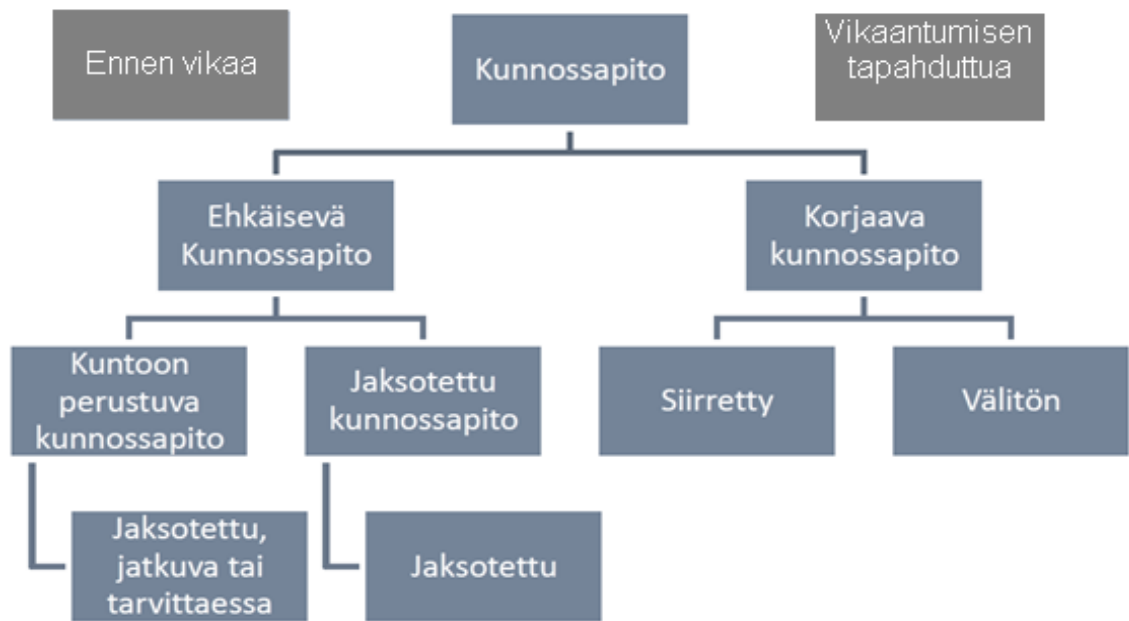 Ennen vikaa
Kunnossapito
Vikaantumisen
tapahduttua
Ehkäisevä
Kunnossapito
Korjaava
kunnossapito
Kuntoon
perustuva
kunnossapito
Jaksotettu
kunnossapito
Siirretty
Välitön
Jaksotettu,
jatkuva tai
tarvittaessa
Jaksotettu